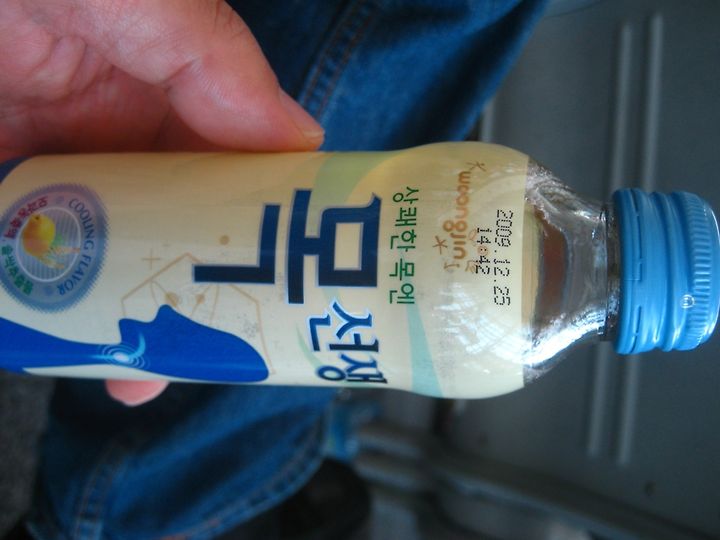 woongjin
2009.12.25
14:42
상쾌한 목에
목선생
COOLING FLAVOR